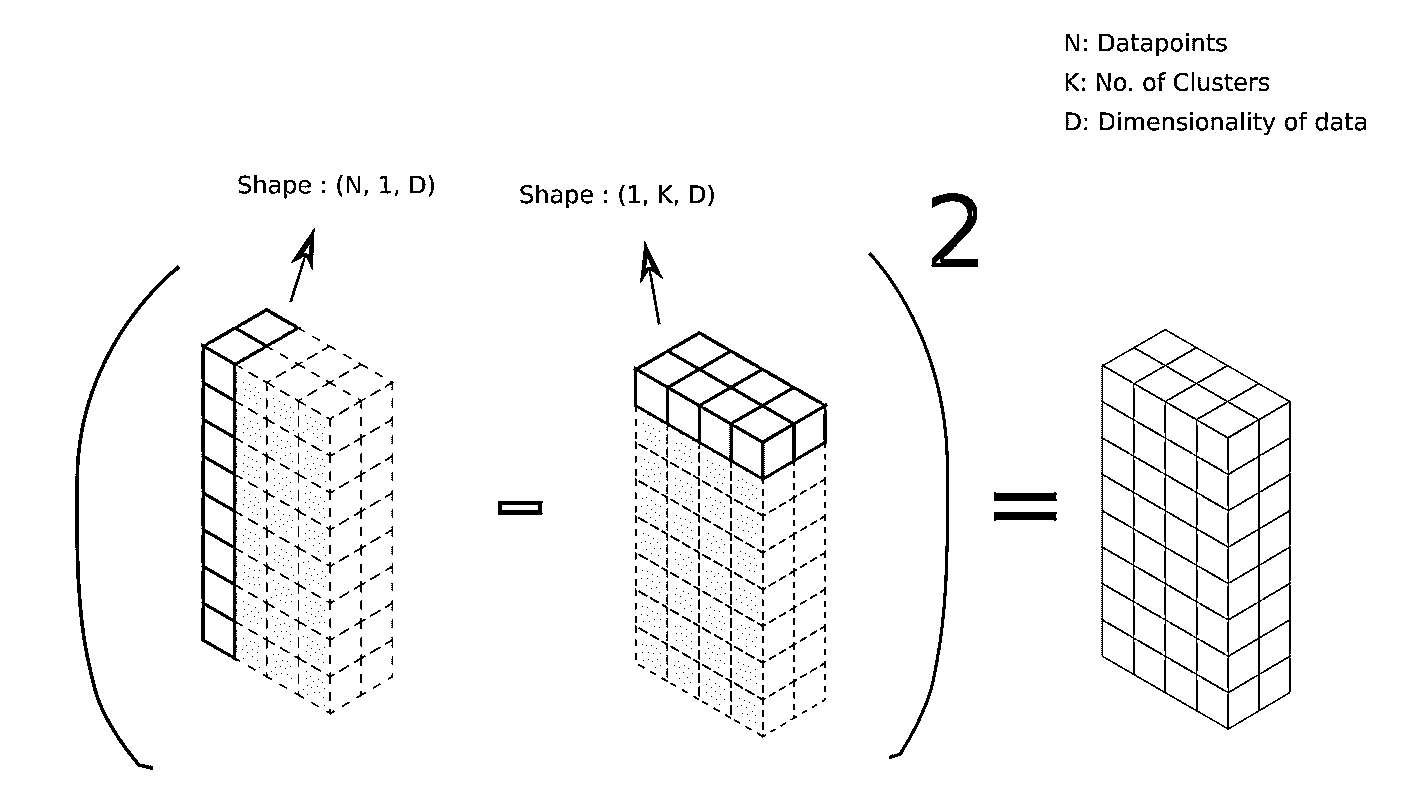 N: Datapoints
K: No. of Clusters
D: Dimensionality of data
Shape : (N, 1, D)
Shape : (1, K, D)
2